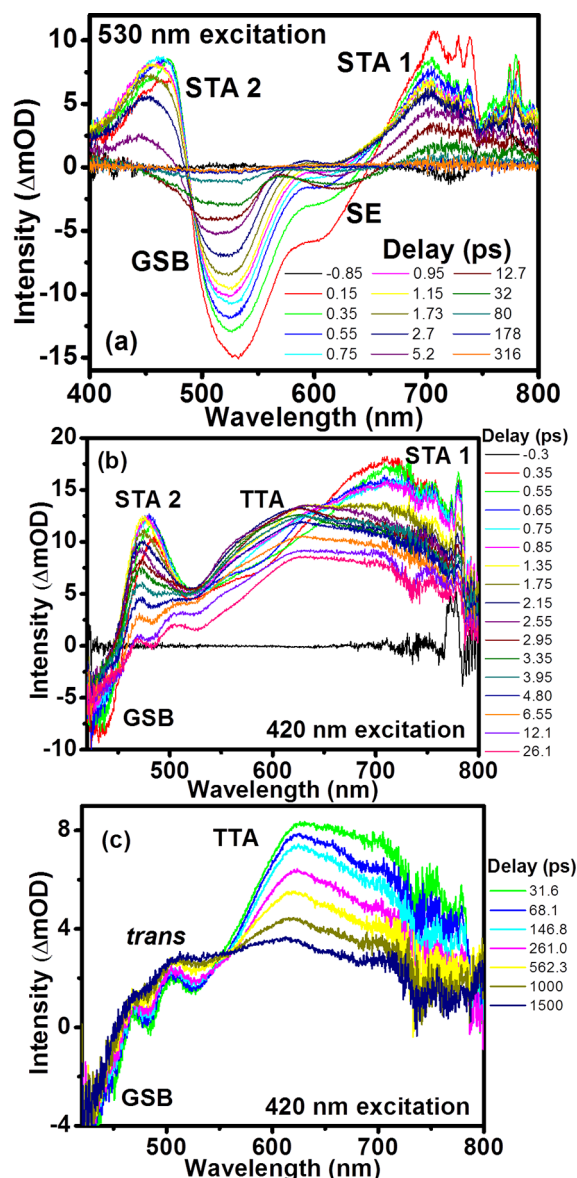 530 nm excitation
STA 2
STA 1
GSB
SE
Delay (ps)
-0.85 0.95 12.7
0.15 1.15 32
0.35 1.73 80
0.55 2.7 178
0.75 5.2 316
(a)
10
5
0
-5
-10
-15
Intensity (ΔmOD)
400 500 600 700 800
Wavelength (nm)
(b)
STA 1
STA 2
TTA
GSB
420 nm excitation
20
15
10
5
0
-5
-10
Intensity (ΔmOD)
500 600 700 800
Wavelength (nm)
Delay (ps)
-0.3
0.35
0.55
0.65
0.75
0.85
1.35
1.75
2.15
2.55
2.95
3.35
3.95
4.80
6.55
12.1
26.1
(c)
TTA
trans
GSB
420 nm excitation
8
4
0
-4
Intensity (ΔmOD)
500 600 700 800
Wavelength (nm)
Delay (ps)
31.6
68.1
146.8
261.0
562.3
1000
1500